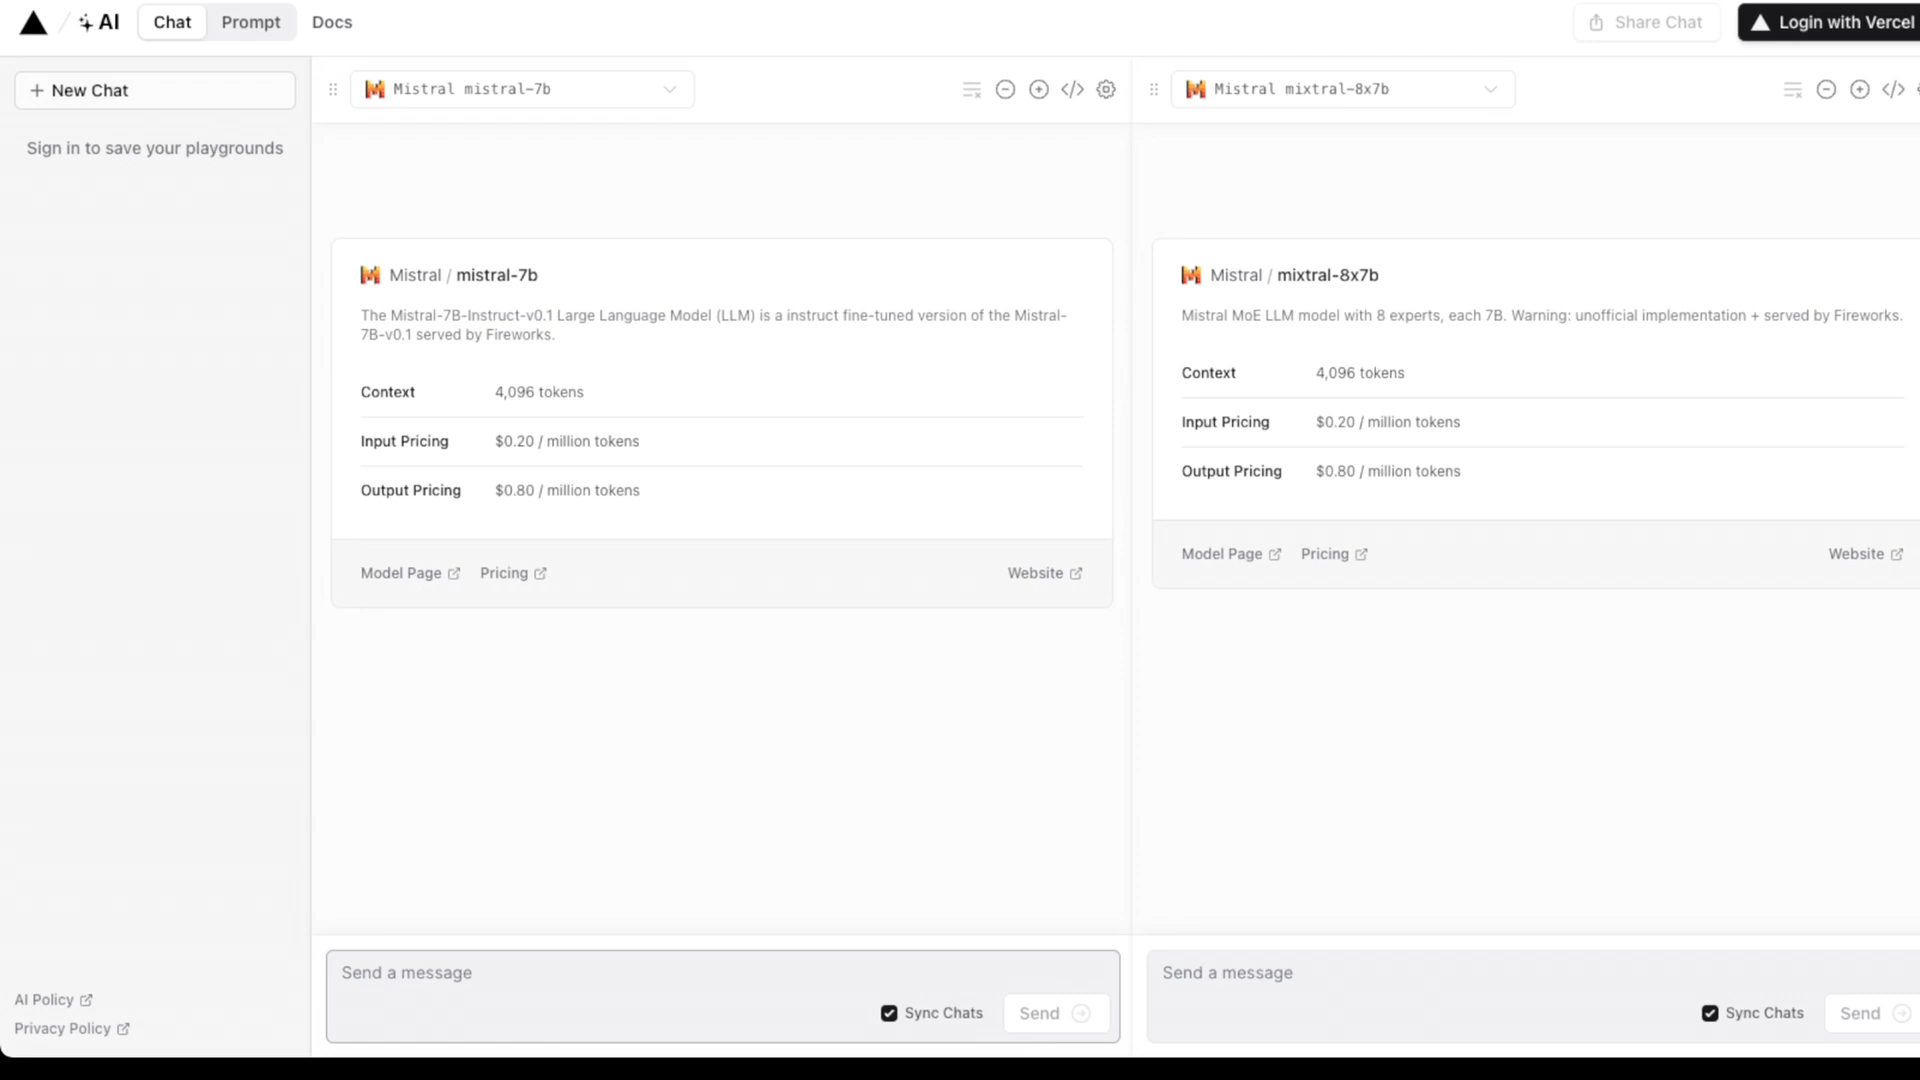 AI
Chat
Prompt
Docs
Share Chat
Login with Vercel
New Chat
Sign in to save your playgrounds
AI Policy
Privacy Policy
Mistral mistral-7b
Mistral / mistral-7b
The Mistral-7B-Instruct-v0.1 Large Language Model (LLM) is a instruct fine-tuned version of the Mistral-
7B-v0.1 served by Fireworks.
Context 4,096 tokens
Input Pricing $0.20 / million tokens
Output Pricing $0.80 / million tokens
Model Page Pricing Website
Send a message
Sync Chats Send
Mistral mixtral-8x7b
Mistral / mixtral-8x7b
Mistral MoE LLM model with 8 experts, each 7B. Warning: unofficial implementation + served by Fireworks.
Context 4,096 tokens
Input Pricing $0.20 / million tokens
Output Pricing $0.80 / million tokens
Model Page Pricing Website
Send a message
Sync Chats Send